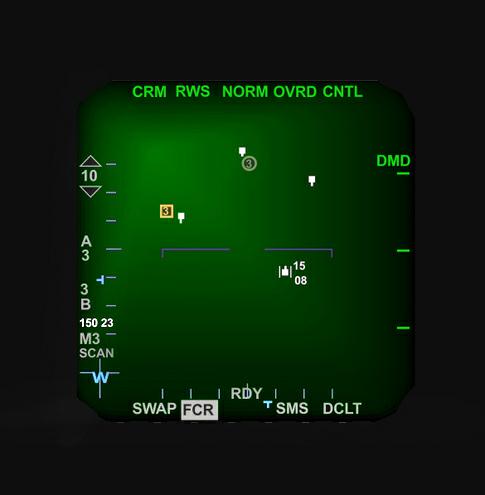 CRM RWS NORM OVRD CNTL
3
DMD
10
3
A
3
15
08
3
B
150 23
M3
SCAN
W
RDY
SWAP FCR SMS DCLT